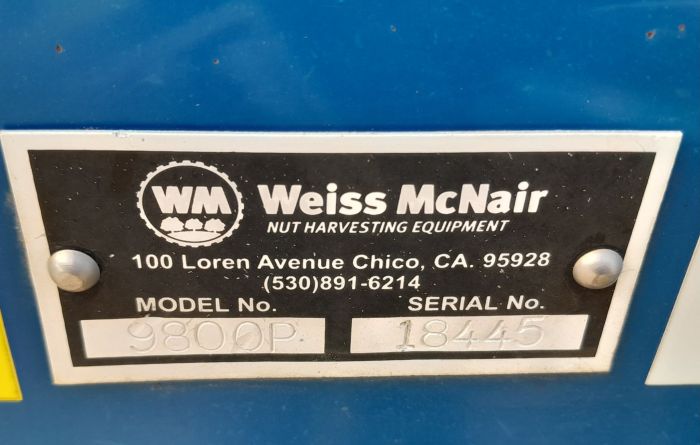 WM Weiss McNair
NUT HARVESTING EQUIPMENT
100 Loren Avenue Chico, CA. 95928
(530)891-6214
MODEL No. SERIAL No.
9800P 18445